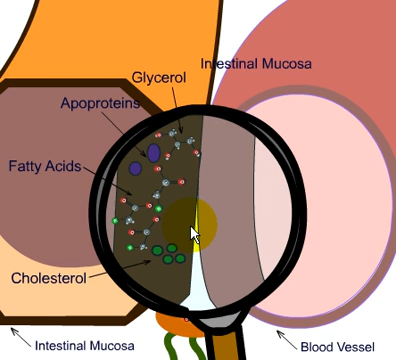 Intestinal Mucosa
Glycerol
Apoproteins
Fatty Acids
Cholesterol
Intestinal Mucosa
Blood Vessel